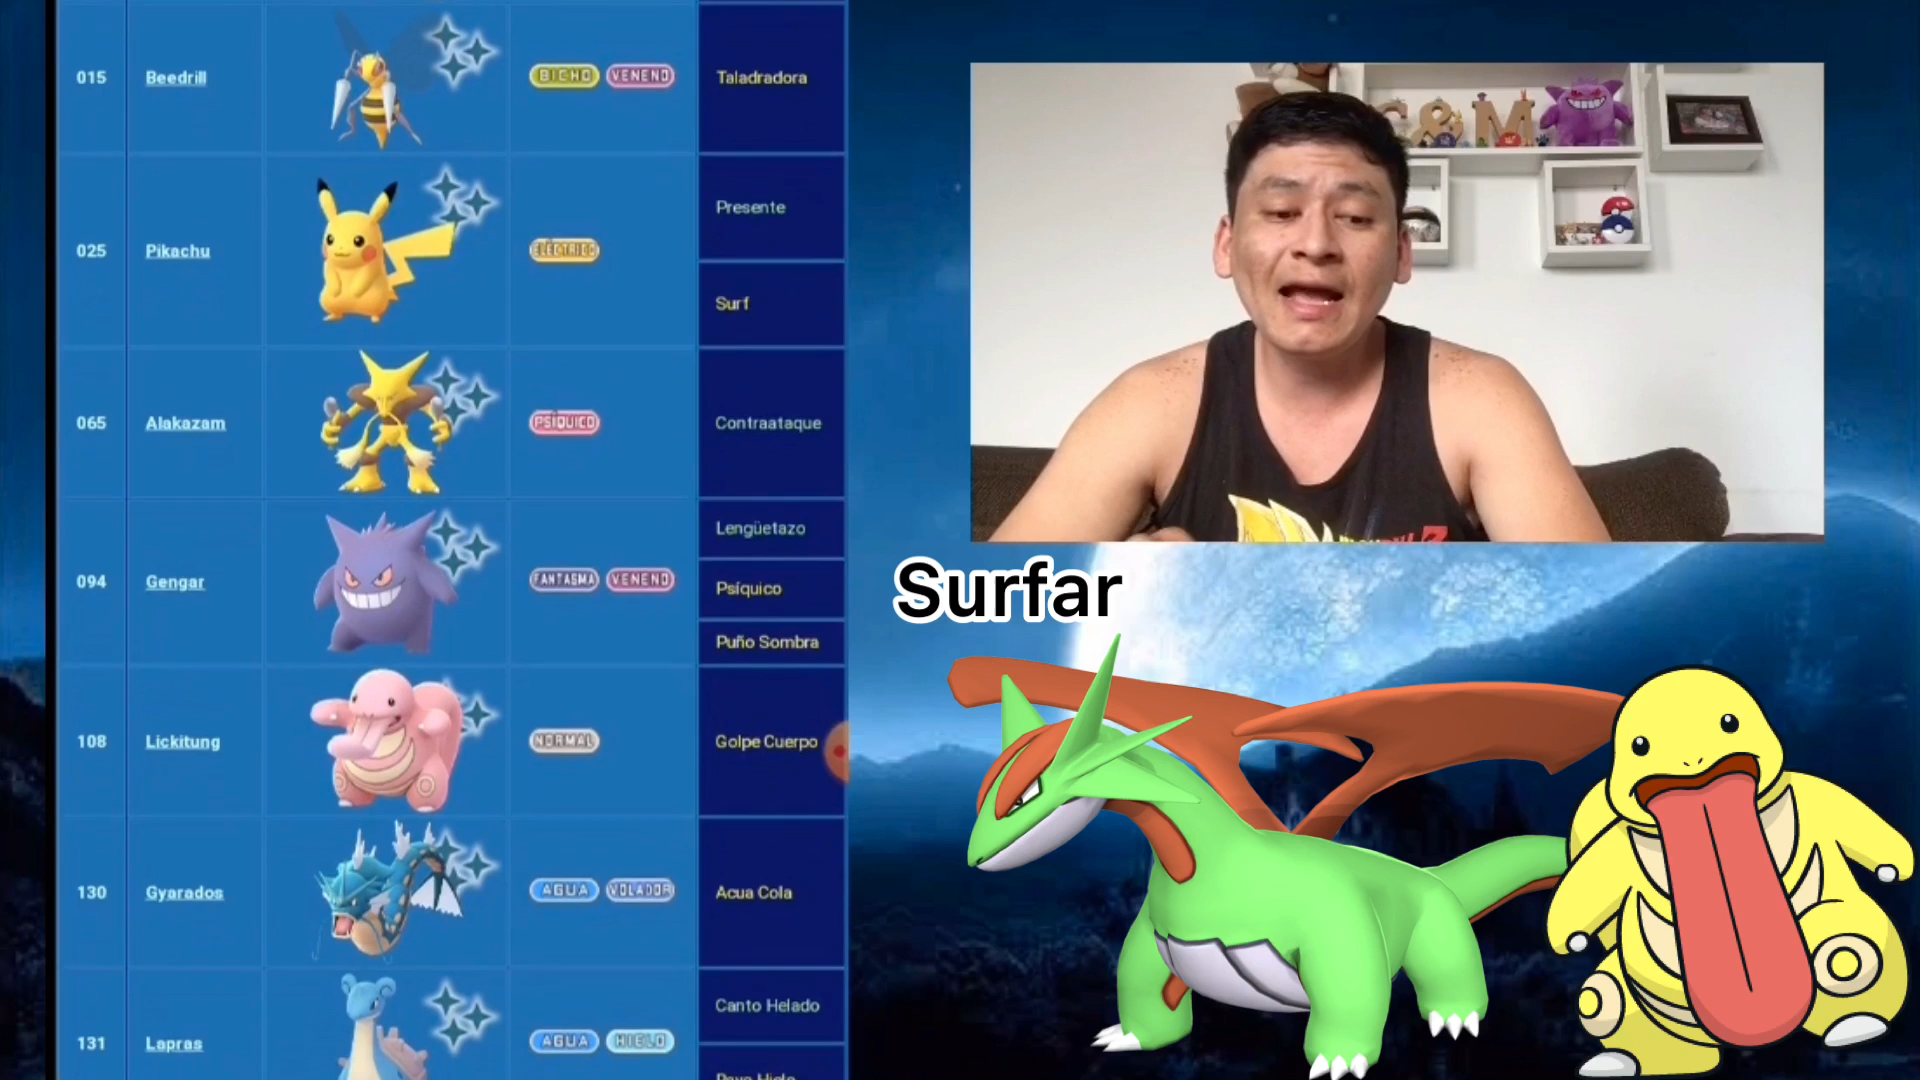 015 Beedrill BICHO VENENO Taladradora
Presente
025 Pikachu ELÉCTRICO
Surf
065 Alakazam PSÍQUICO Contraataque
Lengüetazo
094 Gengar FANTASMA VENENO Psíquico
Puño Sombra
108 Lickitung NORMAL Golpe Cuerpo
130 Gyarados AGUA VOLADOR Acua Cola
Canto Helado
131 Lapras AGUA HIELO
&M
Surfar